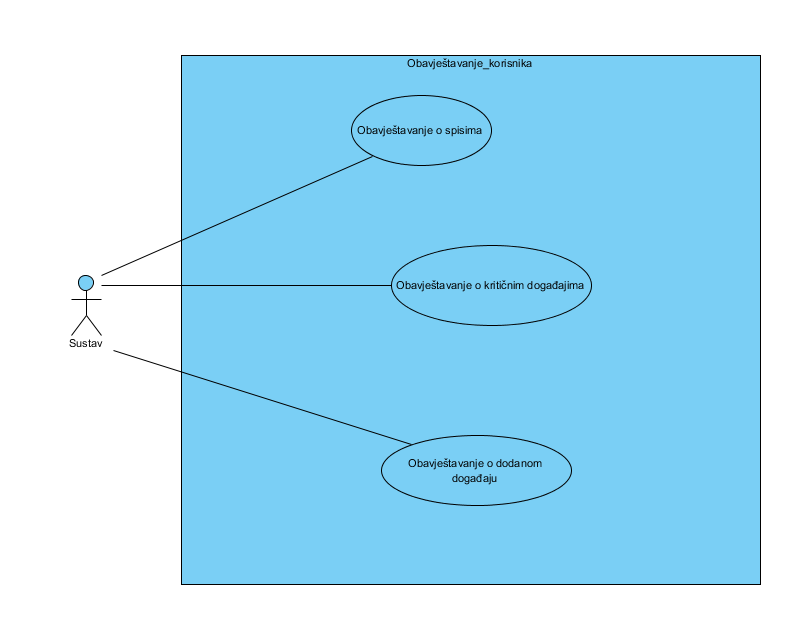 Obavještavanje_korisnika
Obavještavanje o spisima
Obavještavanje o kritičnim događajima
Sustav
Obavještavanje o dodanom
događaju